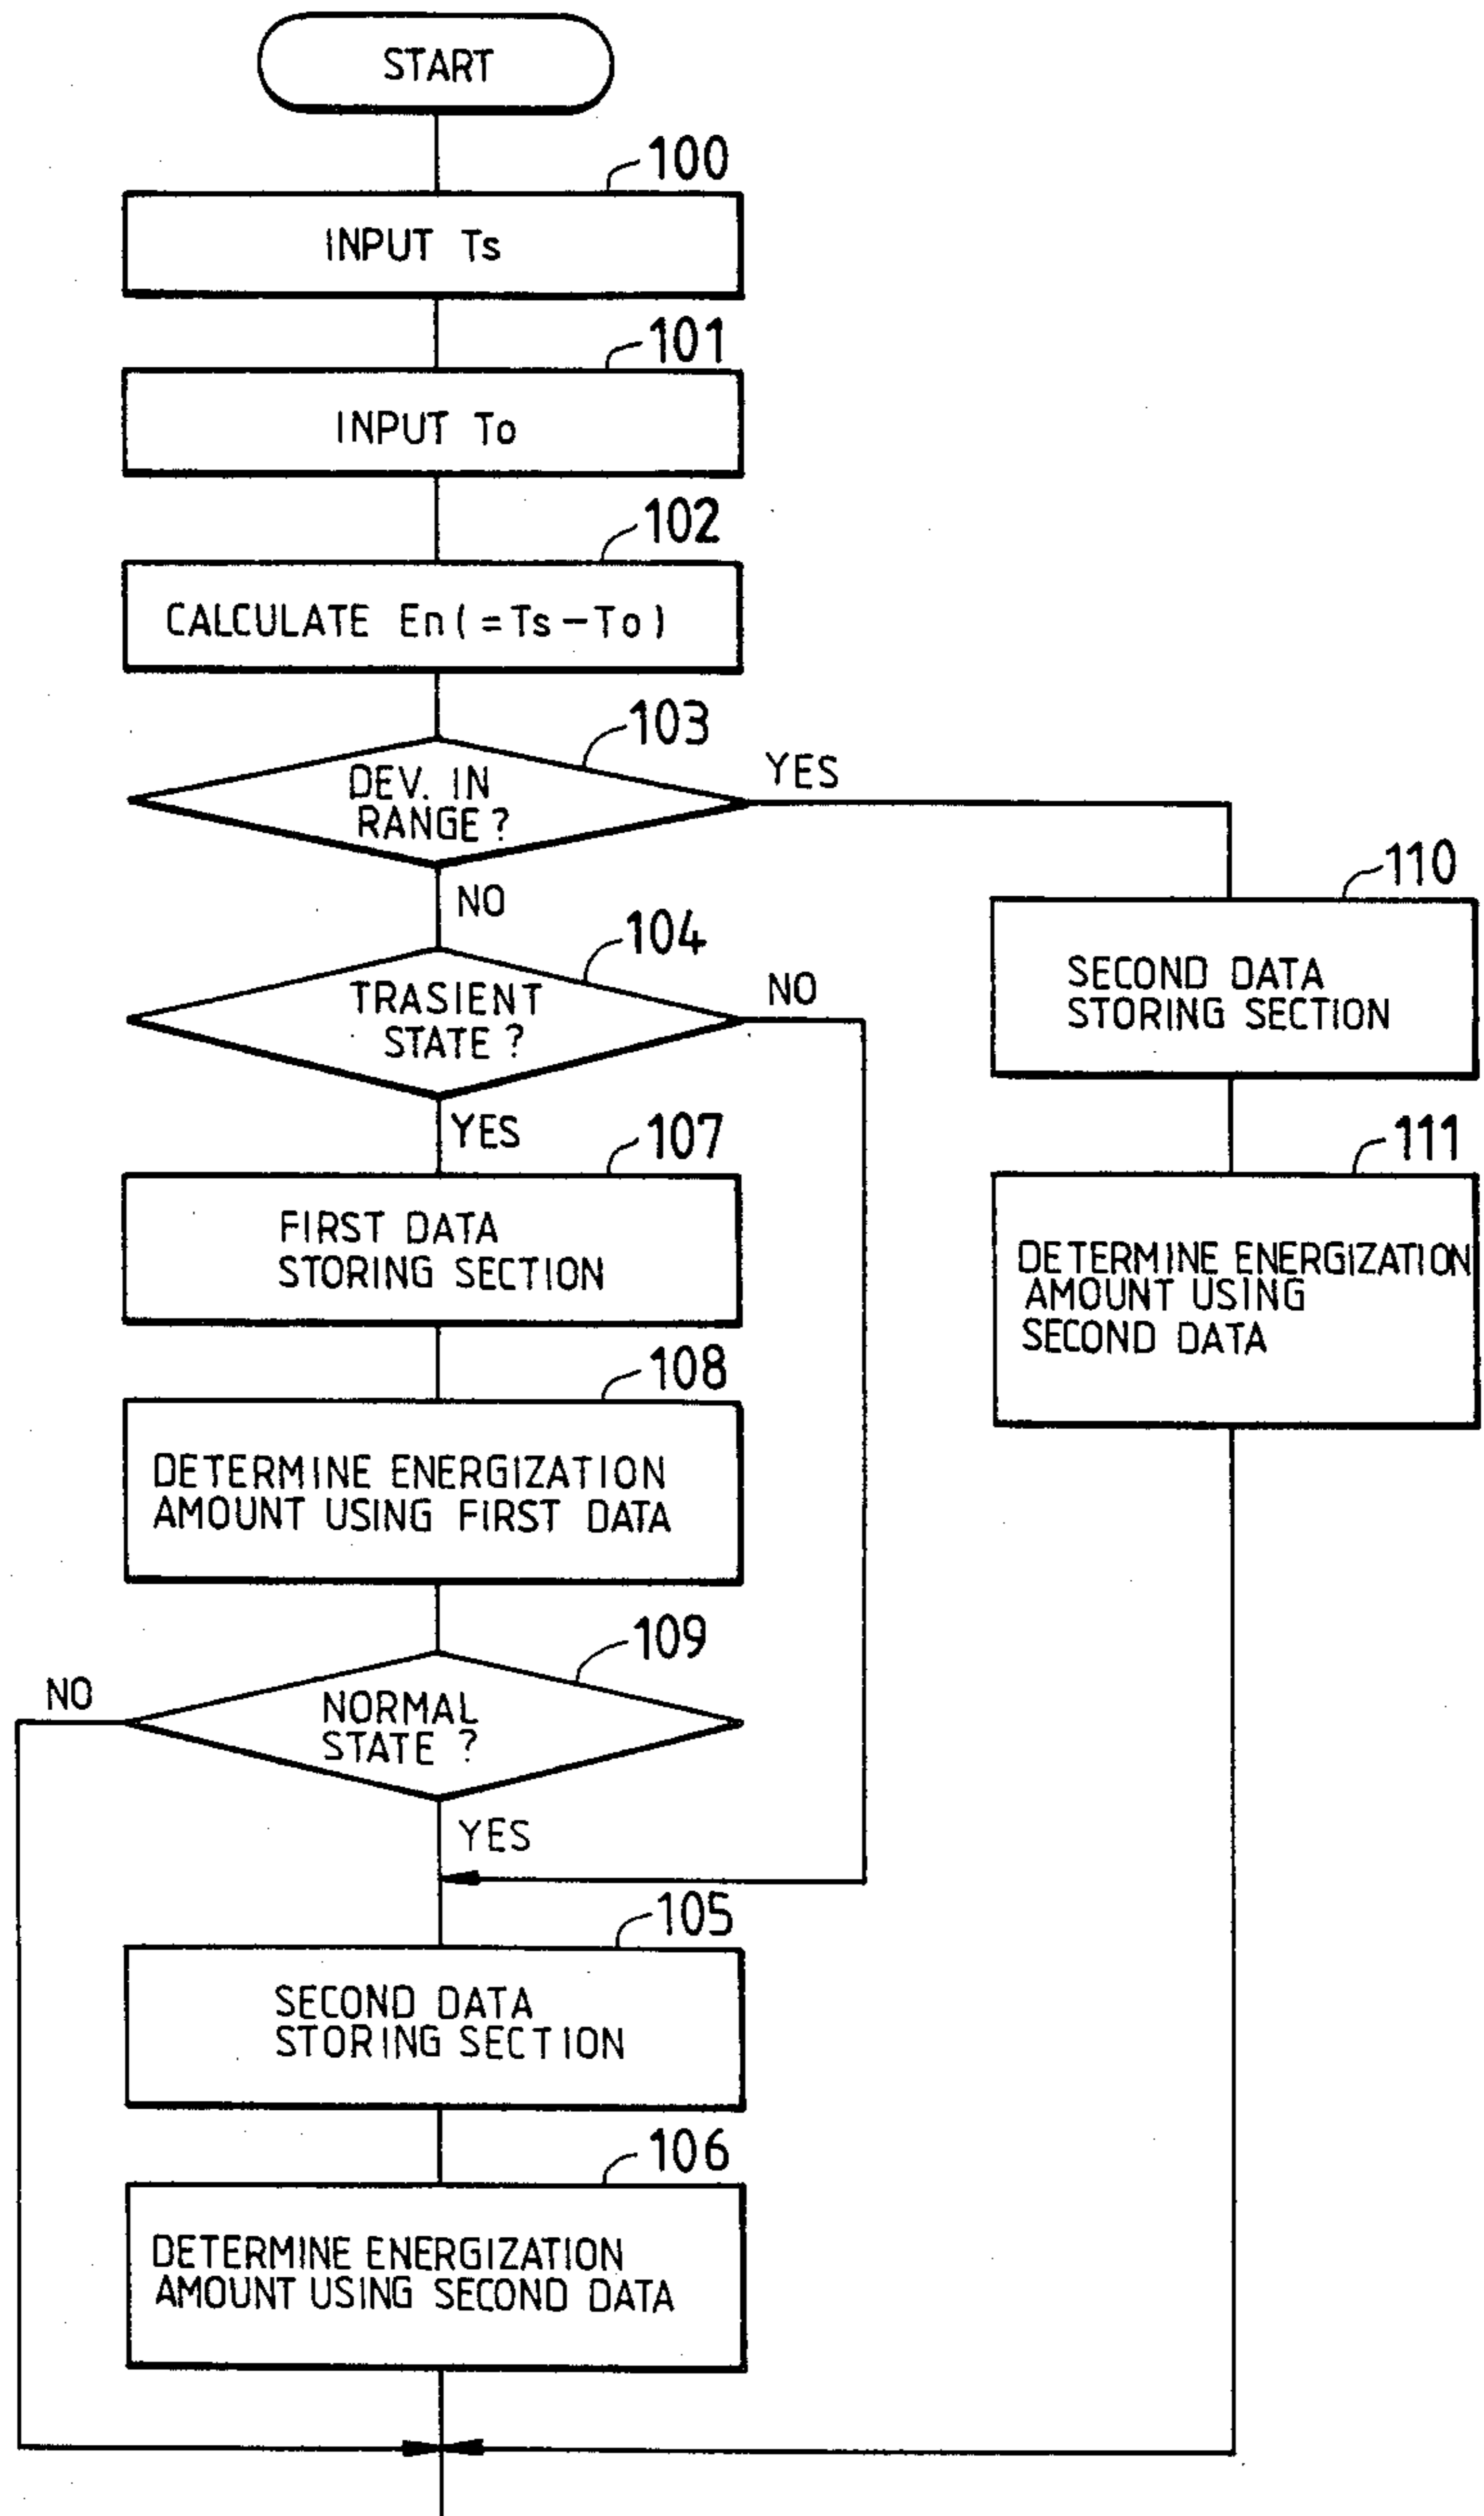 START
100
INPUT Ts
101
INPUT To
102
CALCULATE En(=Ts-To)
103
DEV. IN
RANGE?
YES
NO
104
TRASIENT
STATE?
NO
YES
110
SECOND DATA
STORING SECTION
111
DETERMINE ENERGIZATION
AMOUNT USING
SECOND DATA
107
FIRST DATA
STORING SECTION
108
DETERMINE ENERGIZATION
AMOUNT USING FIRST DATA
109
NO
NORMAL
STATE?
YES
105
SECOND DATA
STORING SECTION
106
DETERMINE ENERGIZATION
AMOUNT USING SECOND DATA